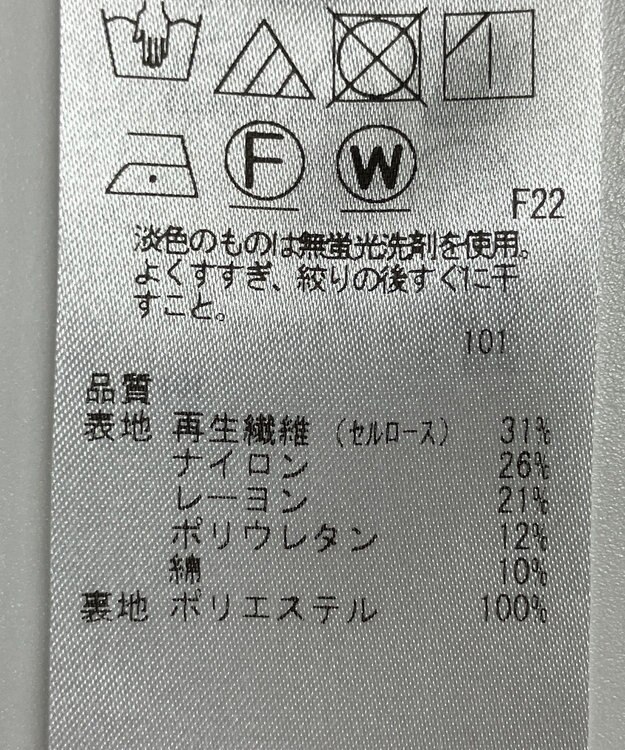 F W
F22
淡色のものは無蛍光洗剤を使用。
よくすすぎ、絞りの後すぐに干
すこと。
101
品質
表地 再生繊維（セルロース） 31%
ナイロン 26%
レーヨン 21%
ポリウレタン 12%
綿 10%
裏地 ポリエステル 100%